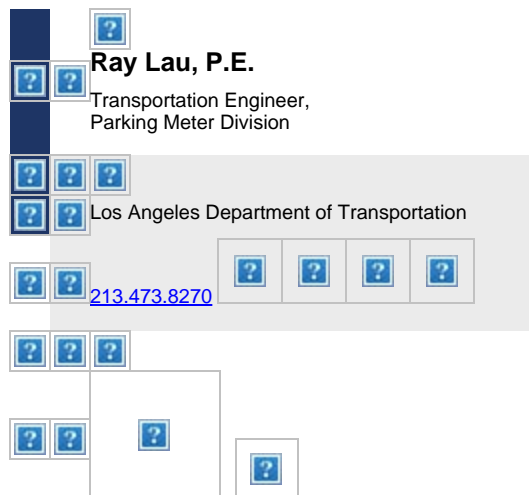 Ray Lau, P.E.
Transportation Engineer,
Parking Meter Division
Los Angeles Department of Transportation
213.473.8270